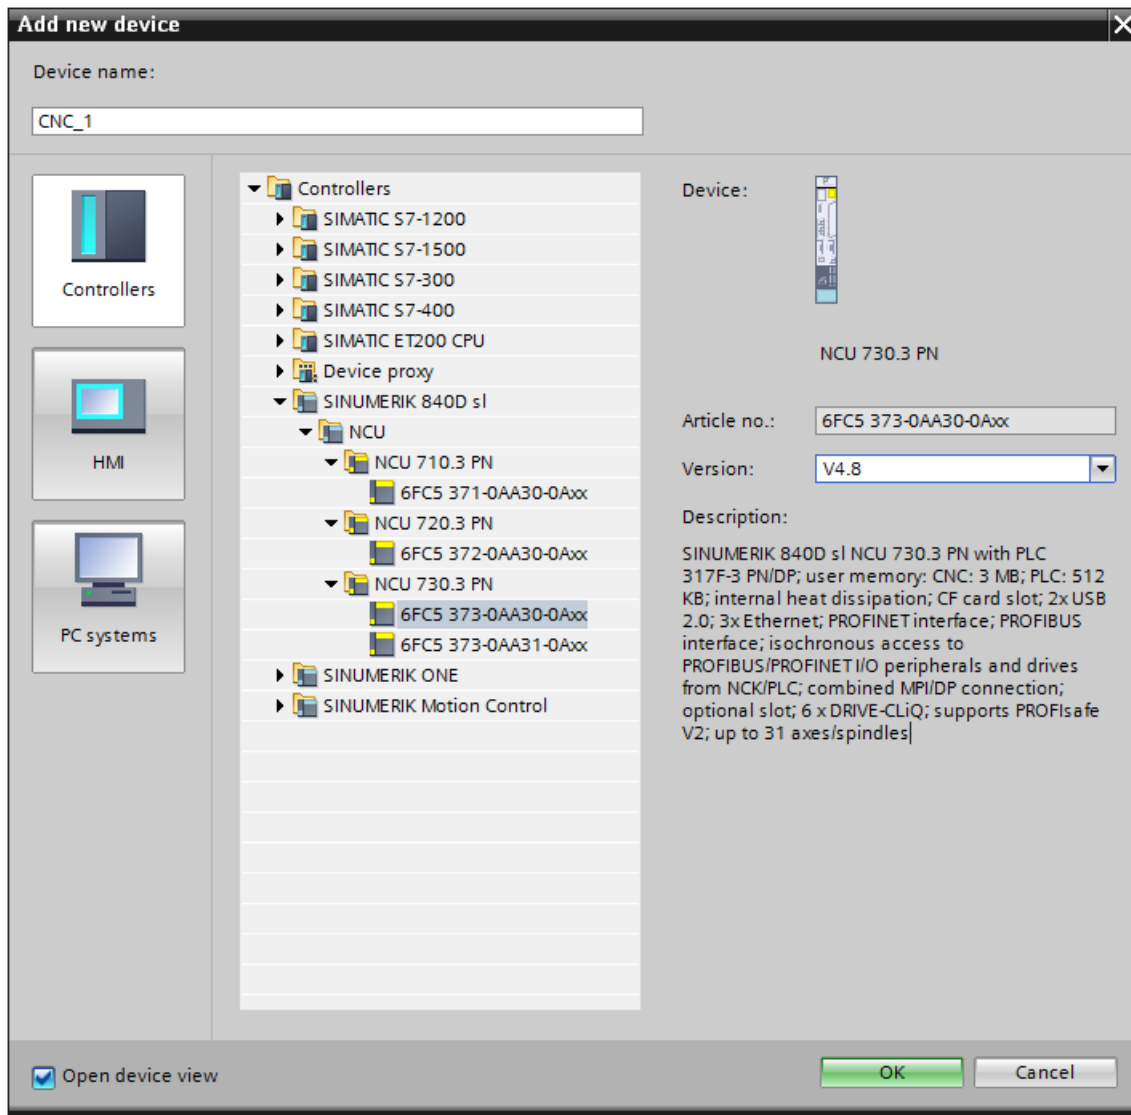 Add new device
Device name:
CNC_1
Controllers
HMI
PC systems
Controllers
SIMATIC S7-1200
SIMATIC S7-1500
SIMATIC S7-300
SIMATIC S7-400
SIMATIC ET200 CPU
Device proxy
SINUMERIK 840D sl
NCU
NCU 710.3 PN
6FC5 371-0AA30-0Axx
NCU 720.3 PN
6FC5 372-0AA30-0Axx
NCU 730.3 PN
6FC5 373-0AA30-0Axx
6FC5 373-0AA31-0Axx
SINUMERIK ONE
SINUMERIK Motion Control
Device:
NCU 730.3 PN
Article no.: 6FC5 373-0AA30-0Axx
Version: V4.8
Description:
SINUMERIK 840D sl NCU 730.3 PN with PLC
317F-3 PN/DP; user memory: CNC: 3 MB; PLC: 512
KB; internal heat dissipation; CF card slot; 2x USB
2.0; 3x Ethernet; PROFINET interface; PROFIBUS
interface; isochronous access to
PROFIBUS/PROFINET I/O peripherals and drives
from NCK/PLC; combined MPI/DP connection;
optional slot; 6 x DRIVE-CLiQ; supports PROFIsafe
V2; up to 31 axes/spindles
Open device view
OK
Cancel